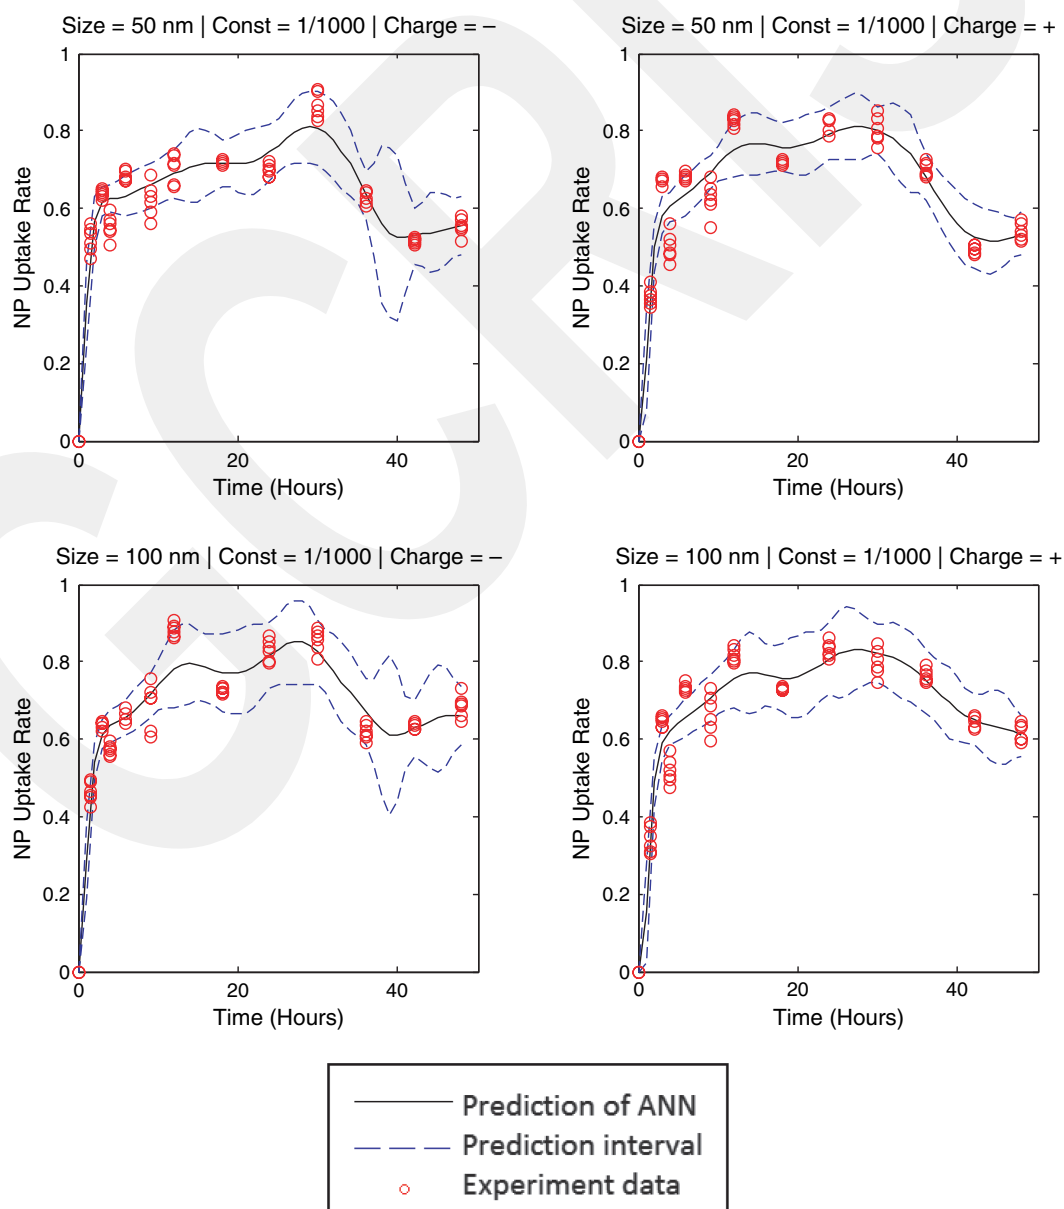 Size = 50 nm | Const = 1/1000 | Charge = –
Size = 50 nm | Const = 1/1000 | Charge = +
NP Uptake Rate
1
0.8
0.6
0.4
0.2
0
0
20
40
Time (Hours)
NP Uptake Rate
1
0.8
0.6
0.4
0.2
0
0
20
40
Time (Hours)
Size = 100 nm | Const = 1/1000 | Charge = –
Size = 100 nm | Const = 1/1000 | Charge = +
NP Uptake Rate
1
0.8
0.6
0.4
0.2
0
0
20
40
Time (Hours)
NP Uptake Rate
1
0.8
0.6
0.4
0.2
0
0
20
40
Time (Hours)
Prediction of ANN
Prediction interval
Experiment data